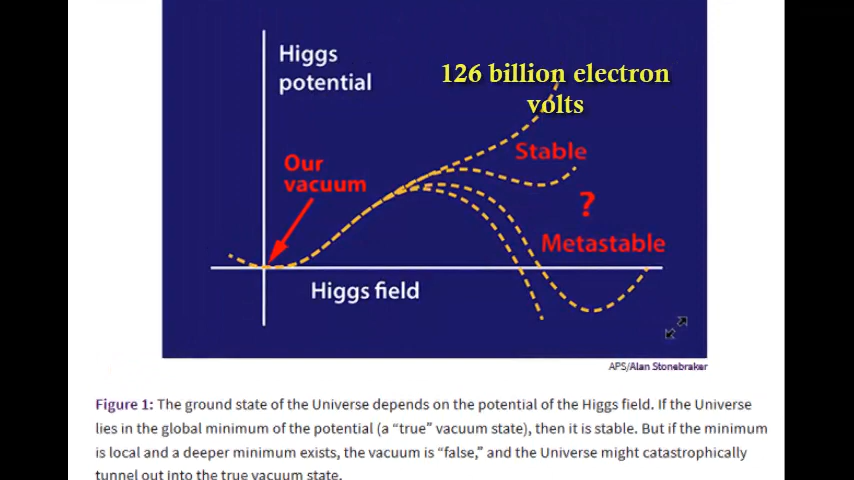 Higgs
potential
126 billion electron
volts
Stable
Our
vacuum
?
Metastable
Higgs field
APS/Alan Stonebraker
Figure 1: The ground state of the Universe depends on the potential of the Higgs field. If the Universe
lies in the global minimum of the potential (a “true” vacuum state), then it is stable. But if the minimum
is local and a deeper minimum exists, the vacuum is “false,” and the Universe might catastrophically
tunnel out into the true vacuum state.